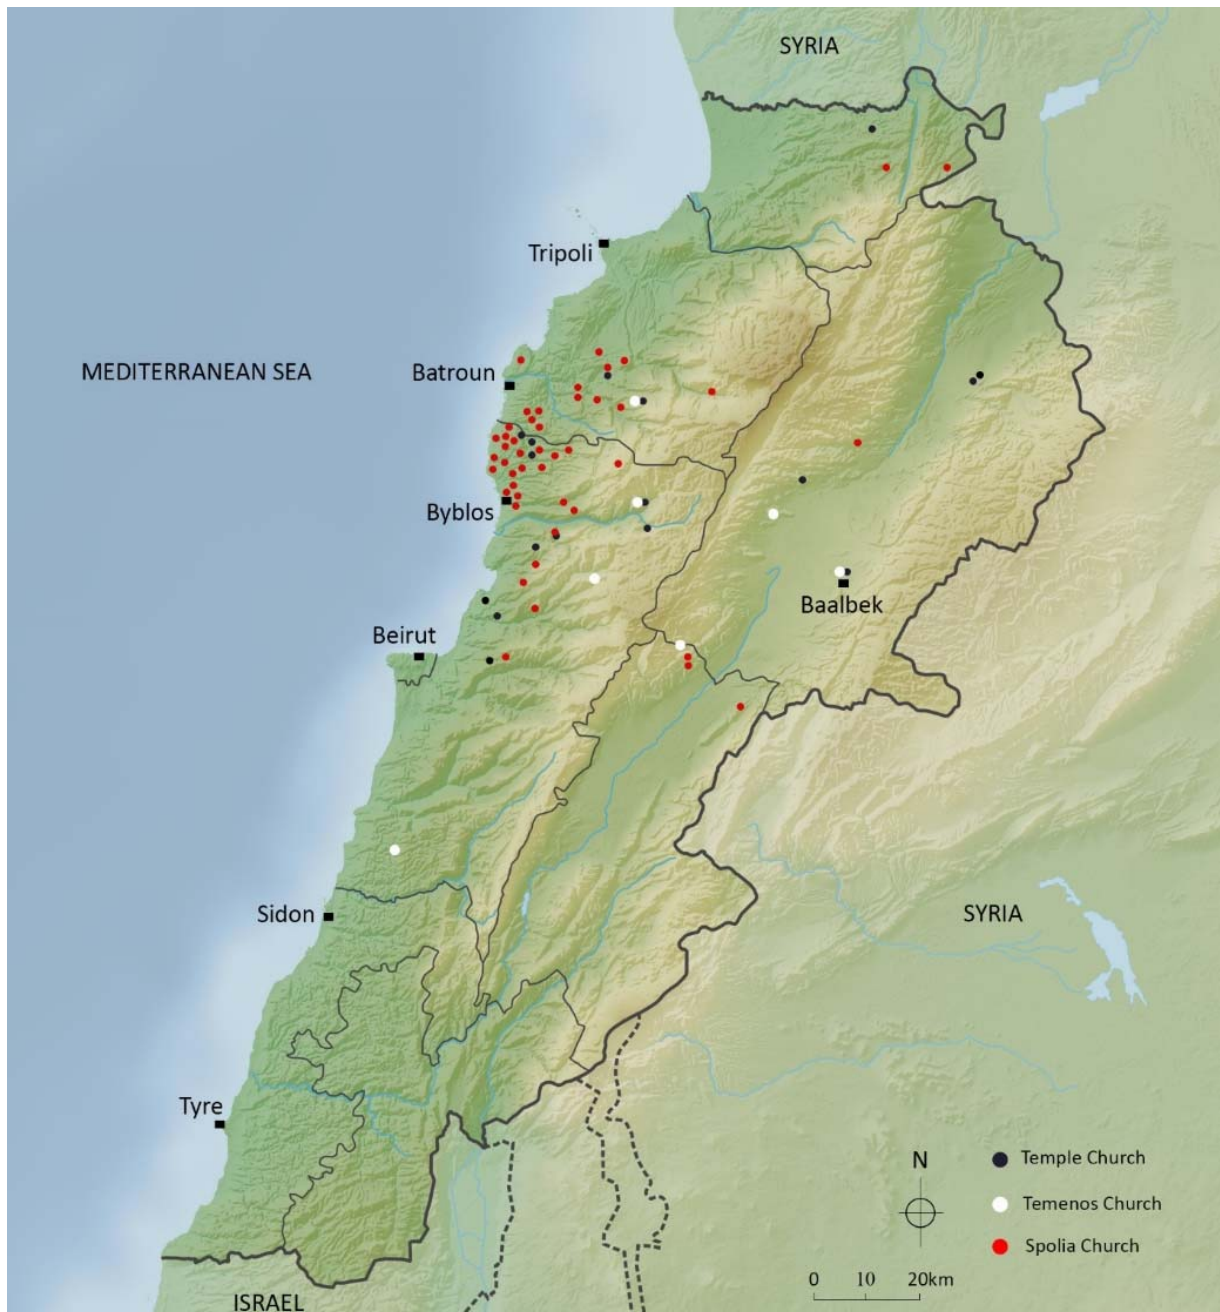 SYRIA
Tripoli
MEDITERRANEAN SEA
Batroun
Byblos
Baalbek
Beirut
Sidon
SYRIA
Tyre
N
Temple Church
Temenos Church
Spolia Church
0 10 20km
ISRAEL